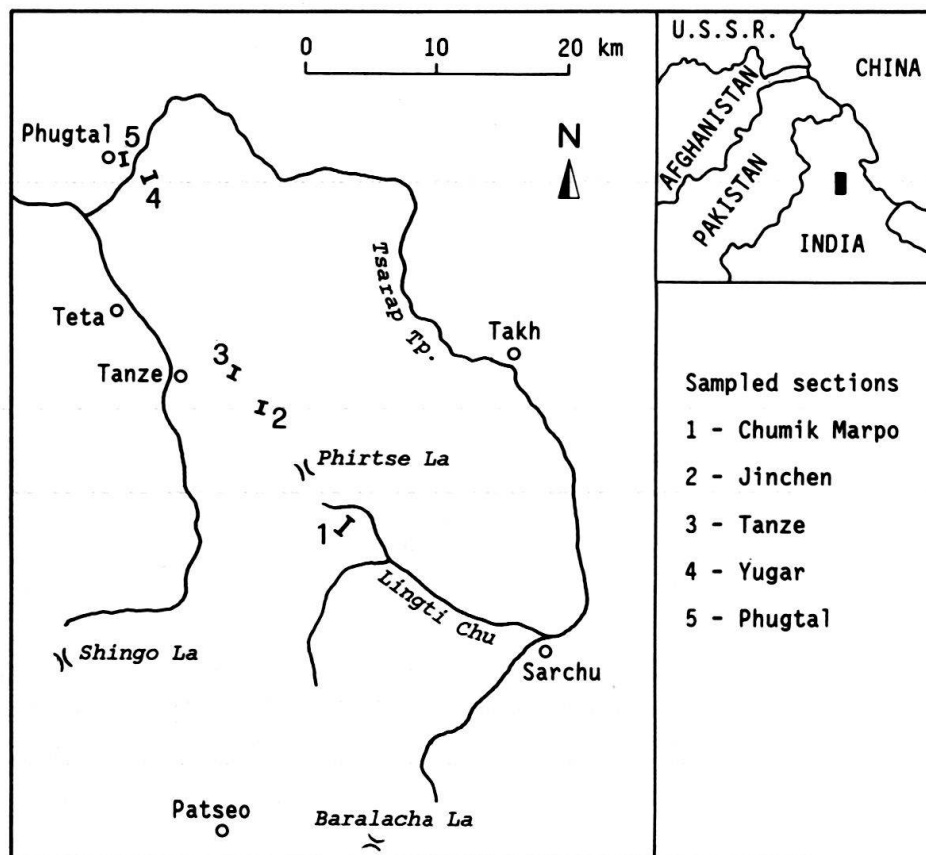 0 10 20 km
N
Phugtal
5
4
Tsarap Tp.
Teta
Takh
Tanze
3
2
Phirtse La
1
Lingti Chu
Shingo La
Sarchu
Patseo
Baralacha La
U.S.S.R.
CHINA
AFGHANISTAN
PAKISTAN
INDIA
Sampled sections
1 - Chumik Marpo
2 - Jinchen
3 - Tanze
4 - Yugar
5 - Phugtal